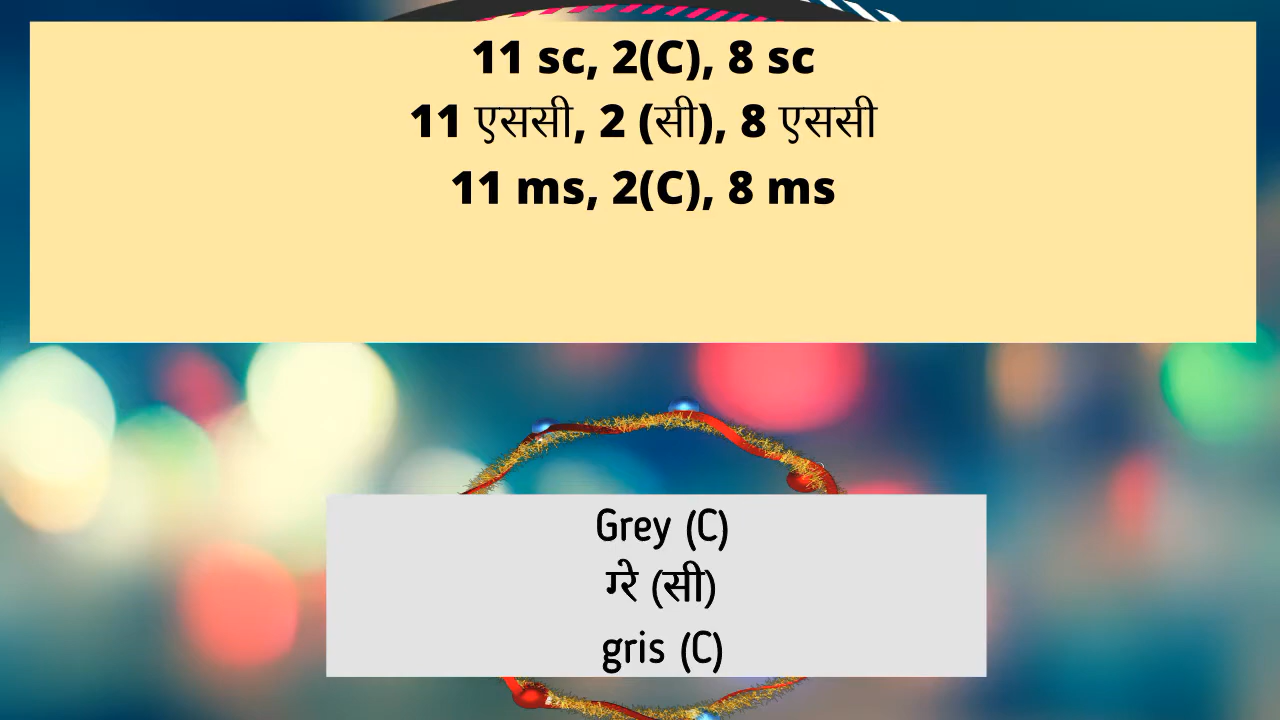 11 sc, 2(C), 8 sc
11 एससी, 2 (सी), 8 एससी
11 ms, 2(C), 8 ms
Grey (C)
ग्रे (सी)
gris (C)